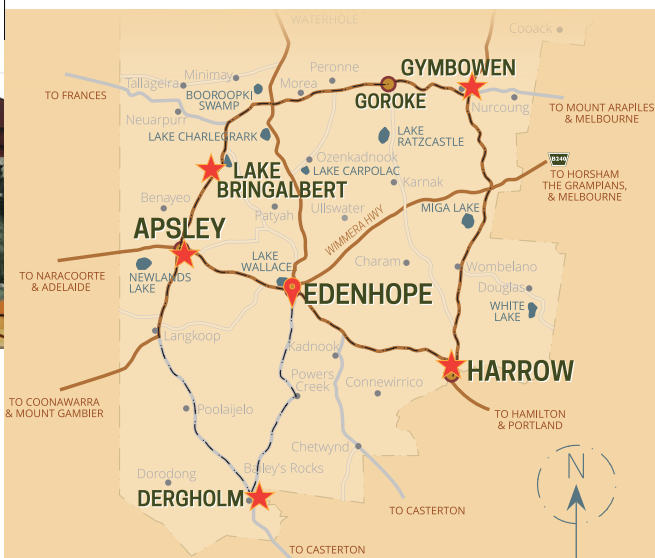 WATERHOLE
Cooack
GYMBOWEN
Peronne
Minimay
Tallageira
Morea
BOOROOPKI
SWAMP
TO FRANCES
GOROKE
Nurcoung
TO MOUNT ARAPILES
& MELBOURNE
Neuarpurr
LAKE CHARLEGRARK
LAKE
RATZCASTLE
Ozenkadnook
LAKE CARPOLAC
B240
LAKE
BRINGALBERT
Karnak
TO HORSHAM
THE GRAMPIANS,
& MELBOURNE
Benayeo
Patyah
Ullswater
MIGA LAKE
WIMMERA HWY
APSLEY
LAKE
WALLACE
Charam
Wombelano
TO NARACOORTE
& ADELAIDE
NEWLANDS
LAKE
EDENHOPE
Douglas
WHITE
LAKE
Langkoop
Kadnook
HARROW
Powers
Creek
Connewirrico
TO COONAWARRA
& MOUNT GAMBIER
Poolaijelo
TO HAMILTON
& PORTLAND
Chetwynd
Bailey's Rocks
Dorodong
N
DERGHOLM
TO CASTERTON
TO CASTERTON